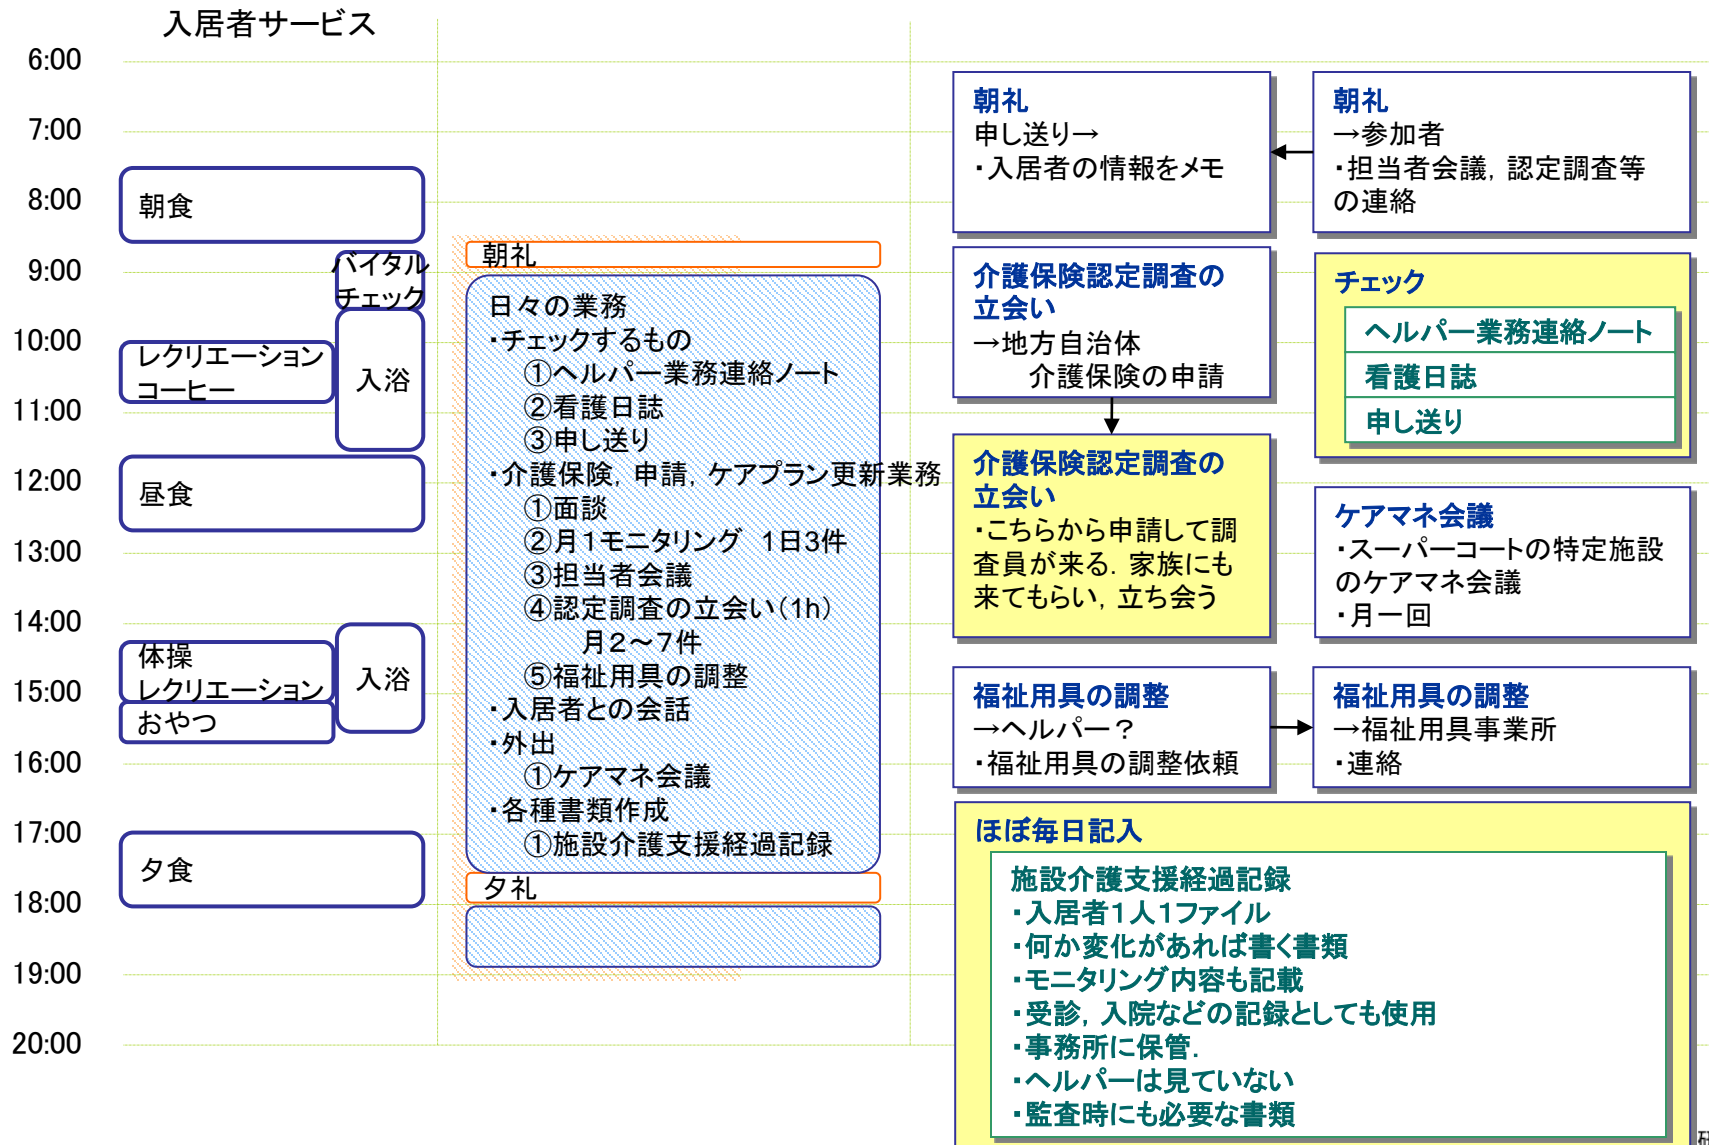 入居者サービス
6:00
7:00
8:00
9:00
10:00
11:00
12:00
13:00
14:00
15:00
16:00
17:00
18:00
19:00
20:00
朝食
バイタル
チェック
レクリエーション
コーヒー
入浴
昼食
体操
レクリエーション
入浴
おやつ
夕食
朝礼
日々の業務
・チェックするもの
①ヘルパー業務連絡ノート
②看護日誌
③申し送り
・介護保険，申請，ケアプラン更新業務
①面談
②月1モニタリング 1日3件
③担当者会議
④認定調査の立会い(1h)
月２～７件
⑤福祉用具の調整
・入居者との会話
・外出
①ケアマネ会議
・各種書類作成
①施設介護支援経過記録
夕礼
朝礼
申し送り→
・入居者の情報をメモ
朝礼
→参加者
・担当者会議，認定調査等
の連絡
介護保険認定調査の
立会い
→地方自治体
介護保険の申請
チェック
ヘルパー業務連絡ノート
看護日誌
申し送り
介護保険認定調査の
立会い
・こちらから申請して調
査員が来る．家族にも
来てもらい，立ち会う
ケアマネ会議
・スーパーコートの特定施設
のケアマネ会議
・月一回
福祉用具の調整
→ヘルパー？
・福祉用具の調整依頼
福祉用具の調整
→福祉用具事業所
・連絡
ほぼ毎日記入
施設介護支援経過記録
・入居者１人１ファイル
・何か変化があれば書く書類
・モニタリング内容も記載
・受診，入院などの記録としても使用
・事務所に保管．
・ヘルパーは見ていない
・監査時にも必要な書類